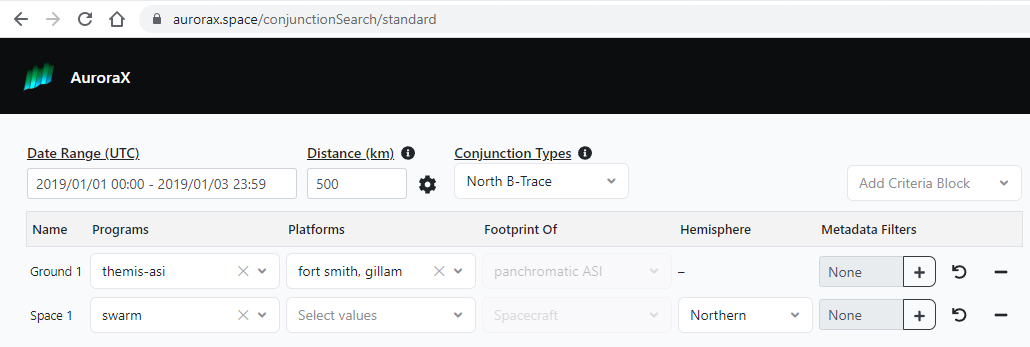 aurorax.space/conjunctionSearch/standard
AuroraX
Date Range (UTC) Distance (km) Conjunction Types
2019/01/01 00:00 - 2019/01/03 23:59 500 North B-Trace Add Criteria Block
Name Programs Platforms Footprint Of Hemisphere Metadata Filters
Ground 1 themis-asi fort smith, gillam panchromatic ASI – None
Space 1 swarm Select values Spacecraft Northern None